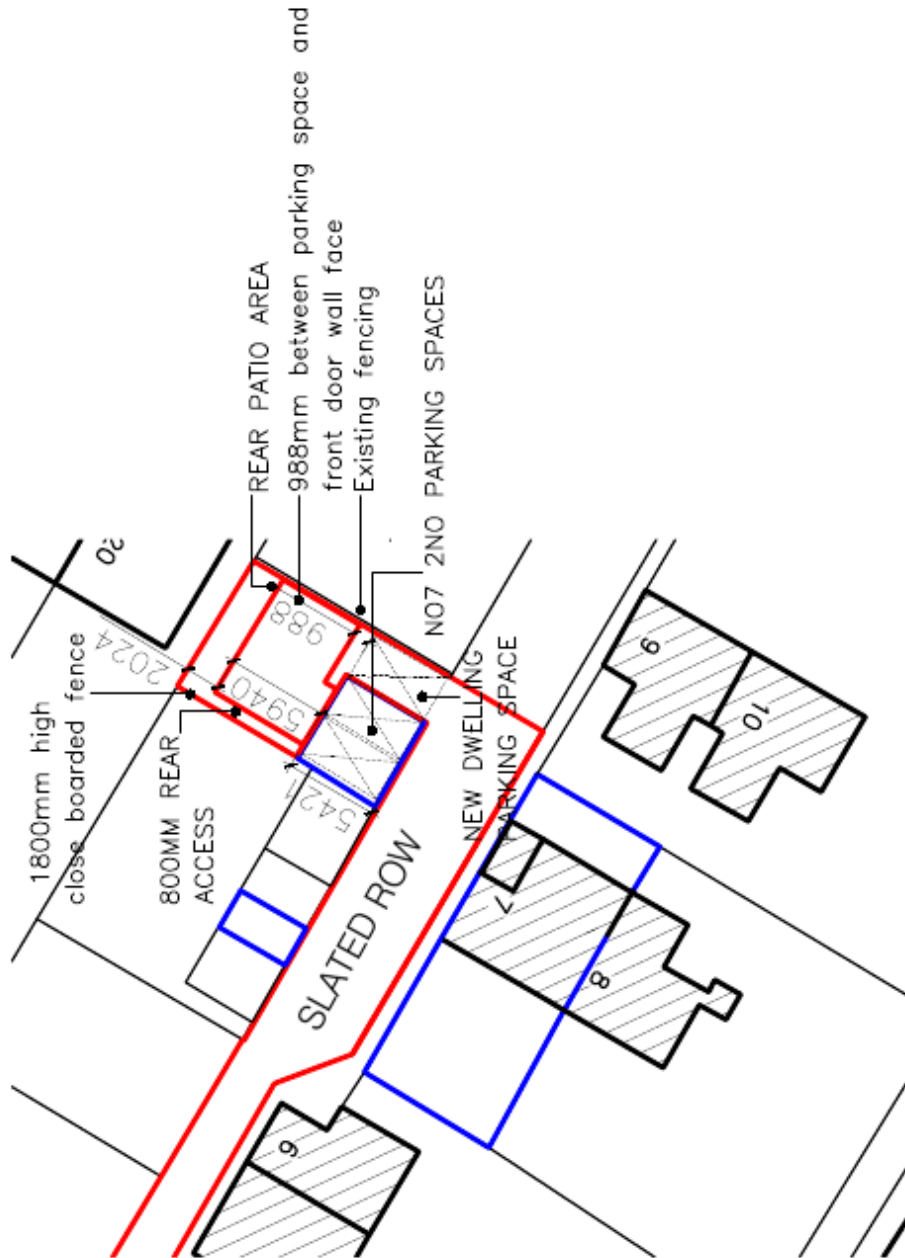 1800mm high
close boarded fence
800MM REAR
ACCESS
2024
20
REAR PATIO AREA
988mm between parking space and
front door wall face
Existing fencing
NO7 2NO PARKING SPACES
988
5940
5421
NEW DWELLING
PARKING SPACE
SLATED ROW
6
7
8
9
10